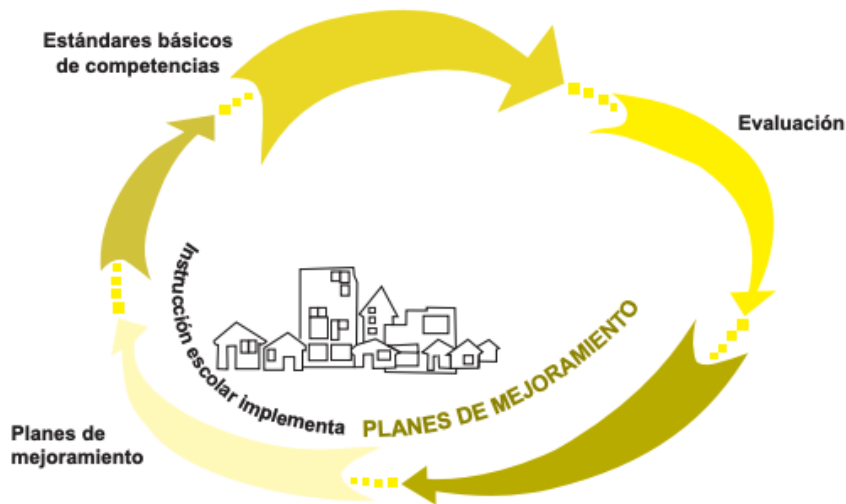 Estándares básicos
de competencias
Evaluación
Instrucción escolar implementa PLANES DE MEJORAMIENTO
Planes de
mejoramiento